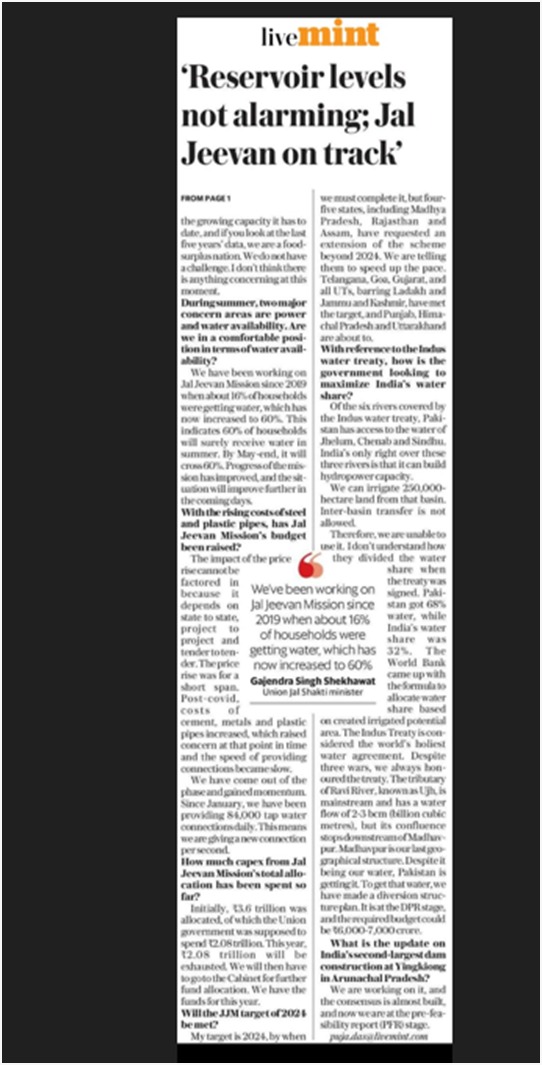 livemint
‘Reservoir levels
not alarming; Jal
Jeevan on track’
FROM PAGE 1
the growing capacity it has to
date, and if you look at the last
five years’ data, we are a food-
surplus nation. We do not have
a challenge. I don’t think there
is anything concerning at this
moment.
During summer, two major
concern areas are power
and water availability. Are
we in a comfortable posi-
tion in terms of water avail-
ability?
We have been working on
Jal Jeevan Mission since 2019
when about 16% of households
were getting water, which has
now increased to 60%. This
indicates 60% of households
will surely receive water in
summer. By May-end, it will
cross 60%. Progress of the mis-
sion has improved, and the sit-
uation will improve further in
the coming days.
With the rising costs of steel
and plastic pipes, has Jal
Jeevan Mission’s budget
been raised?
The impact of the price
rise cannot be
factored in
because it
depends on
state to state,
project to
project and
tender to ten-
der. The price
rise was for a
short span.
Post-covid,
costs of
cement, metals and plastic
pipes increased, which raised
concern at that point in time
and the speed of providing
connections became slow.
We have come out of the
phase and gained momentum.
Since January, we have been
providing 84,000 tap water
connections daily. This means
we are giving a new connection
per second.
How much capex from Jal
Jeevan Mission’s total allo-
cation has been spent so
far?
Initially, ₹3.6 trillion was
allocated, of which the Union
government was supposed to
spend ₹2.08 trillion. This year,
₹2.08 trillion will be
exhausted. We will then have
to go to the Cabinet for further
fund allocation. We have the
funds for this year.
Will the JJM target of 2024
be met?
My target is 2024, by when
we must complete it, but four-
five states, including Madhya
Pradesh, Rajasthan and
Assam, have requested an
extension of the scheme
beyond 2024. We are telling
them to speed up the pace.
Telangana, Goa, Gujarat, and
all UTs, barring Ladakh and
Jammu and Kashmir, have met
the target, and Punjab, Hima-
chal Pradesh and Uttarakhand
are about to.
With reference to the Indus
water treaty, how is the
government looking to
maximize India’s water
share?
Of the six rivers covered by
the Indus water treaty, Paki-
stan has access to the water of
Jhelum, Chenab and Sindhu.
India’s only right over these
three rivers is that it can build
hydropower capacity.
We can irrigate 250,000-
hectare land from that basin.
Inter-basin transfer is not
allowed.
Therefore, we are unable to
use it. I don’t understand how
they divided the water
share when
the treaty was
signed. Paki-
stan got 68%
water, while
India’s water
share was
32%. The
World Bank
came up with
the formula to
allocate water
share based
on created irrigated potential
area. The Indus Treaty is con-
sidered the world’s holiest
water agreement. Despite
three wars, we always hon-
oured the treaty. The tributary
of Ravi River, known as Ujh, is
mainstream and has a water
flow of 2-3 bcm (billion cubic
metres), but its confluence
stops downstream of Madhav-
pur. Madhavpur is our last geo-
graphical structure. Despite it
being our water, Pakistan is
getting it. To get that water, we
have made a diversion struc-
ture plan. It is at the DPR stage,
and the required budget could
be ₹6,000-7,000 crore.
What is the update on
India’s second-largest dam
construction at Yingkiong
in Arunachal Pradesh?
We are working on it, and
the consensus is almost built,
and now we are at the pre-fea-
sibility report (PFR) stage.
puja.das@livemint.com
We’ve been working on
Jal Jeevan Mission since
2019 when about 16%
of households were
getting water, which has
now increased to 60%
Gajendra Singh Shekhawat
Union Jal Shakti minister